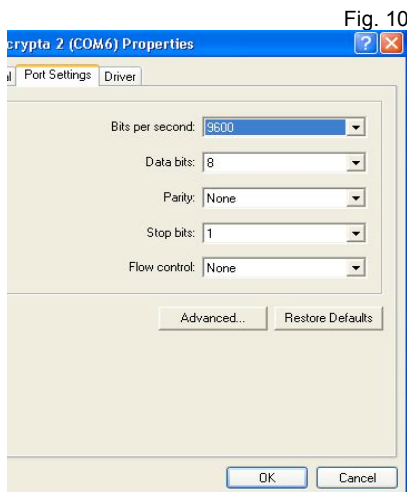 Fig. 10
crypta 2 (COM6) Properties
Port Settings Driver
Bits per second: 9600
Data bits: 8
Parity: None
Stop bits: 1
Flow control: None
Advanced... Restore Defaults
OK Cancel